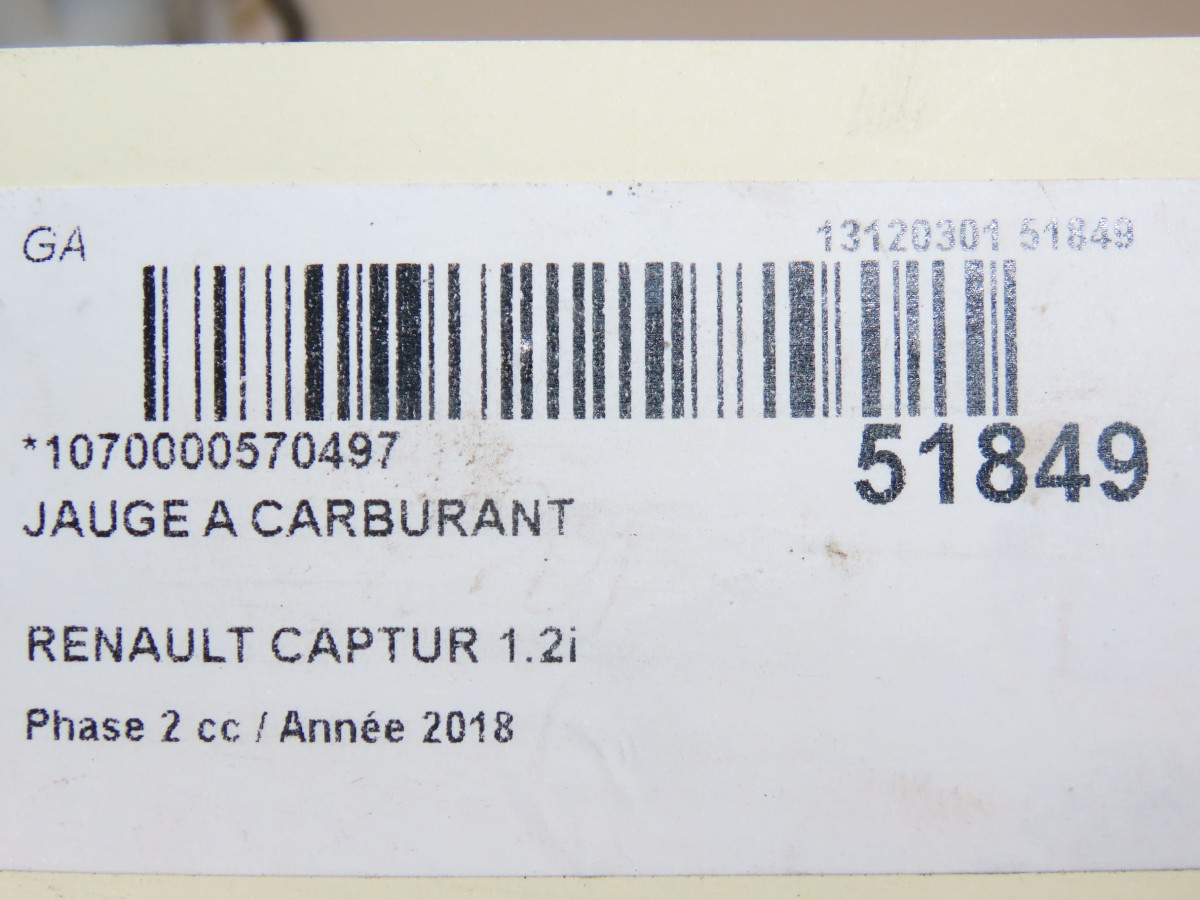 GA
13120301 51849
*1070000570497
51849
JAUGE A CARBURANT
RENAULT CAPTUR 1.2i
Phase 2 cc / Année 2018